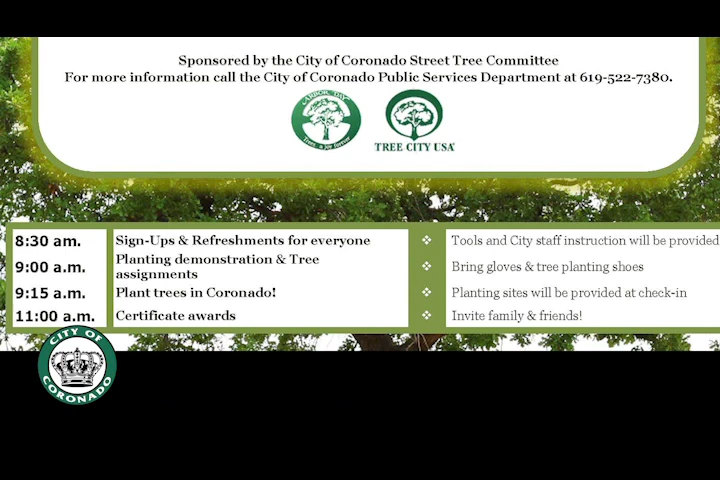 Sponsored by the City of Coronado Street Tree Committee
For more information call the City of Coronado Public Services Department at 619-522-7380.
ARBOR DAY
Trees a joy forever
TREE CITY USA
8:30 am. Sign-Ups & Refreshments for everyone ❖ Tools and City staff instruction will be provided
9:00 a.m. Planting demonstration & Tree
assignments ❖ Bring gloves & tree planting shoes
9:15 a.m. Plant trees in Coronado! ❖ Planting sites will be provided at check-in
11:00 a.m. Certificate awards ❖ Invite family & friends!
CITY OF
CORONADO